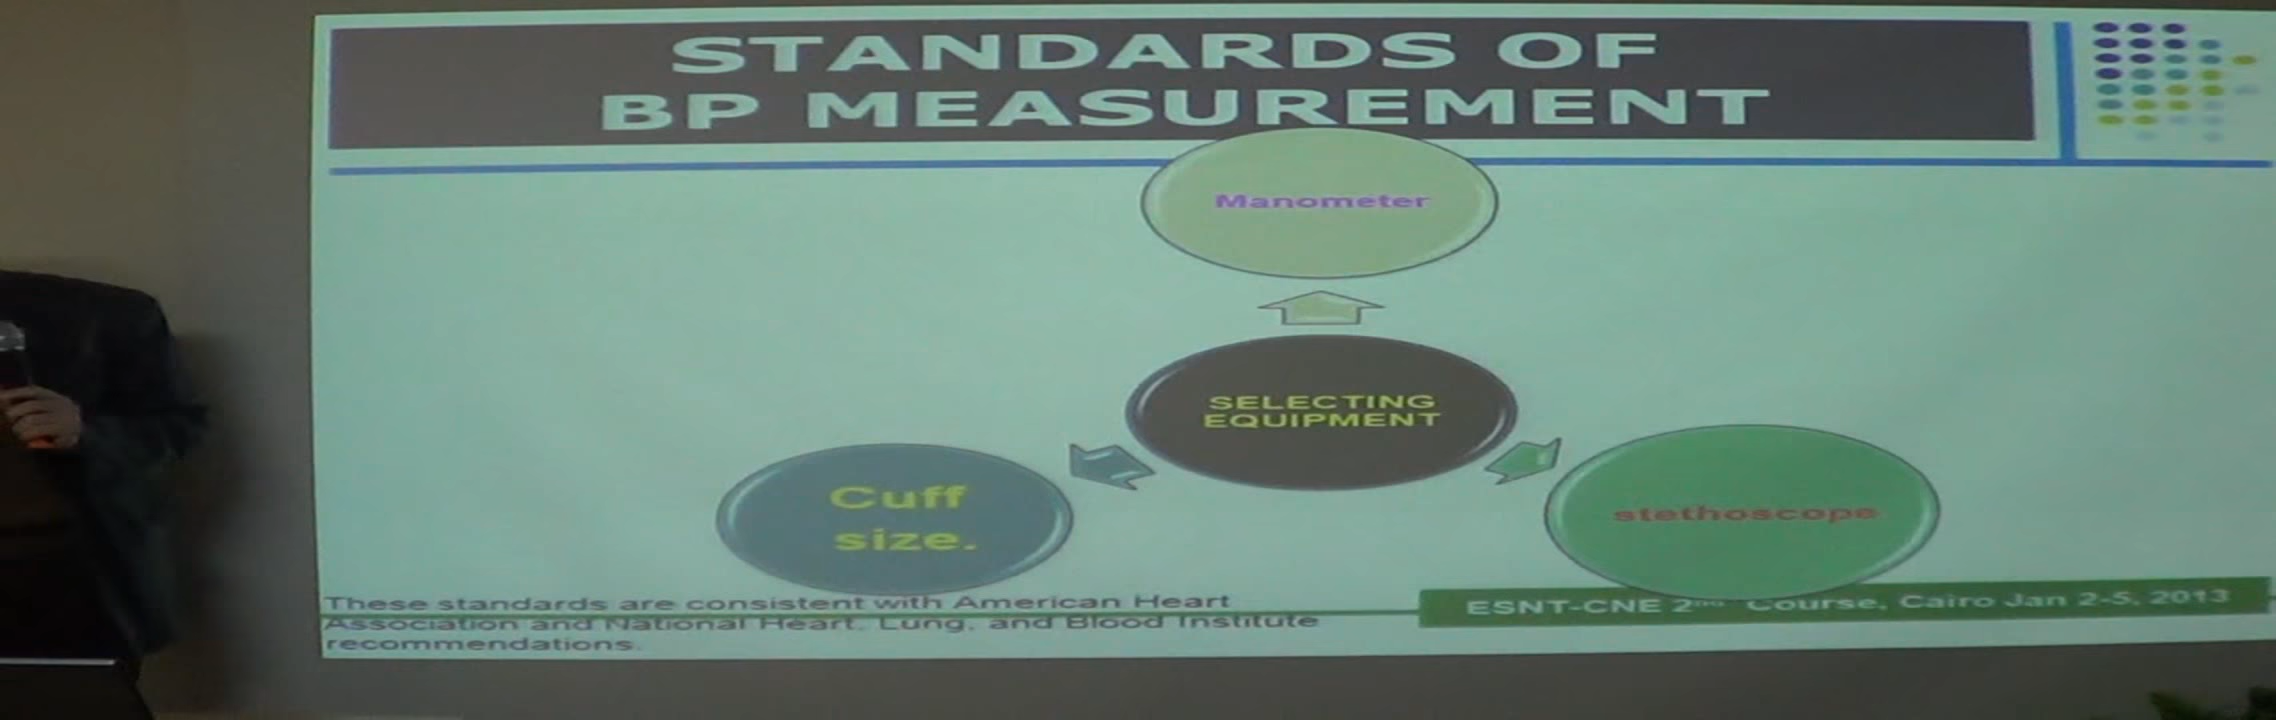 STANDARDS OF
BP MEASUREMENT
Manometer
SELECTING
EQUIPMENT
Cuff
size.
stethoscope
These standards are consistent with American Heart
Association and National Heart, Lung, and Blood Institute
recommendations.
ESNT-CNE 2nd Course, Cairo Jan 2-5, 2013